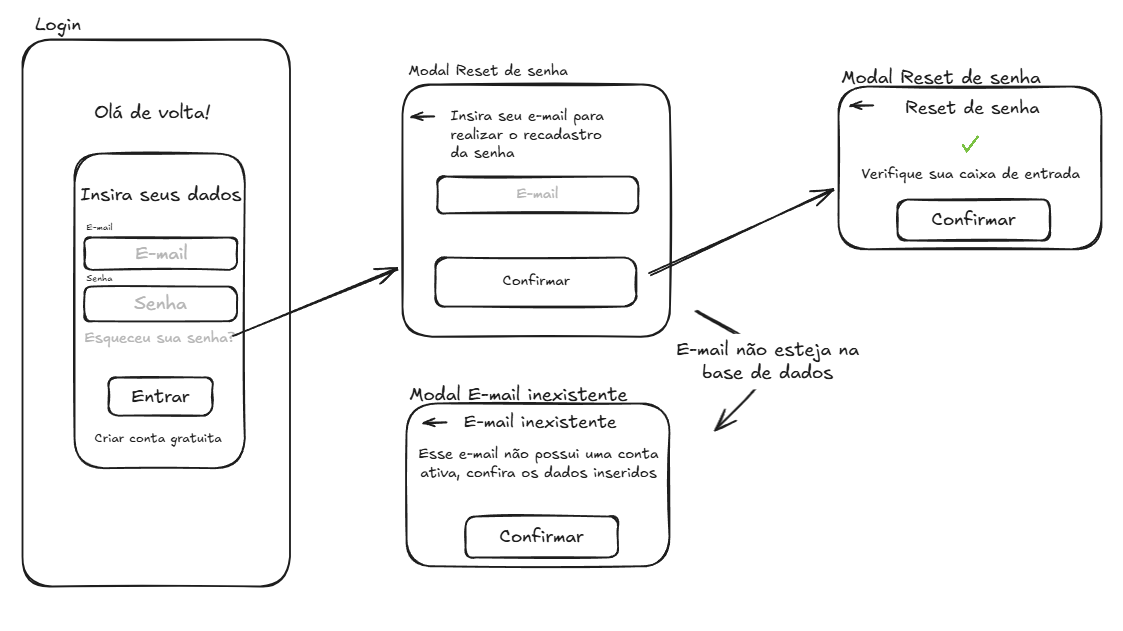 Login
Olá de volta!
Insira seus dados
E-mail
E-mail
Senha
Senha
Esqueceu sua senha?
Entrar
Criar conta gratuita
Modal Reset de senha
Insira seu e-mail para
realizar o recadastro
da senha
E-mail
Confirmar
Modal Reset de senha
Reset de senha
Verifique sua caixa de entrada
Confirmar
E-mail não esteja na
base de dados
Modal E-mail inexistente
E-mail inexistente
Esse e-mail não possui uma conta
ativa, confira os dados inseridos
Confirmar